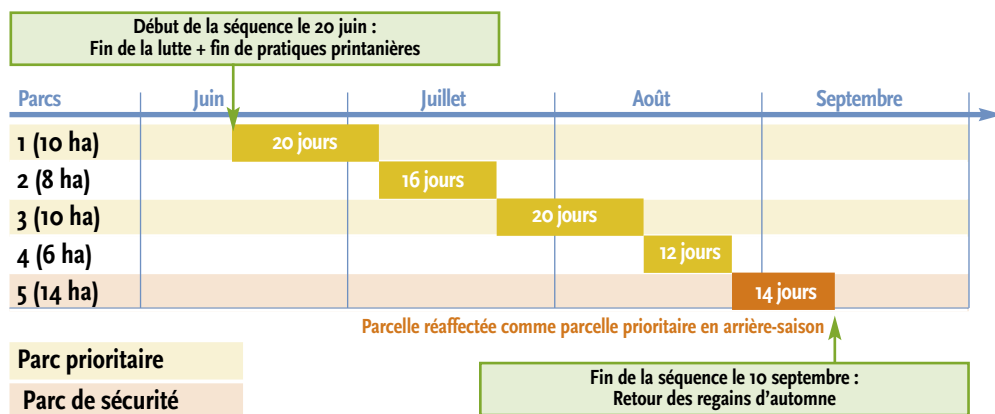 Début de la séquence le 20 juin :
Fin de la lutte + fin de pratiques printanières
Parcs
Juin
Juillet
Août
Septembre
1 (10 ha)
20 jours
2 (8 ha)
16 jours
3 (10 ha)
20 jours
4 (6 ha)
12 jours
5 (14 ha)
14 jours
Parcelle réaffectée comme parcelle prioritaire en arrière-saison
Parc prioritaire
Parc de sécurité
Fin de la séquence le 10 septembre :
Retour des regains d'automne